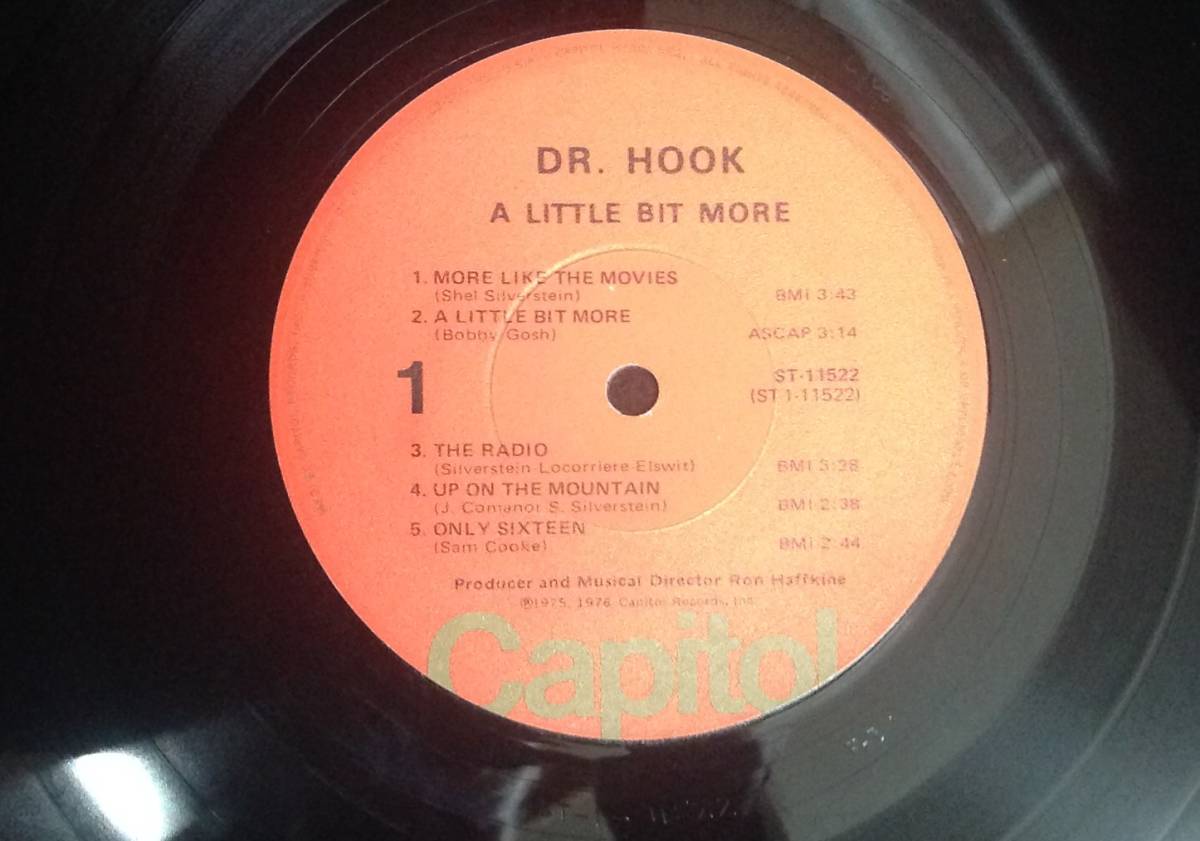 DR. HOOK
A LITTLE BIT MORE
1. MORE LIKE THE MOVIES
(Shel Silverstein) BMI 3:43
2. A LITTLE BIT MORE
(Bobby Gosh) ASCAP 3:14
1
ST-11522
(ST 1-11522)
3. THE RADIO
(Silverstein-Locorriere-Elswit) BMI 3:38
4. UP ON THE MOUNTAIN
(J. Comanor S. Silverstein) BMI 2:38
5. ONLY SIXTEEN
(Sam Cooke) BMI 2:44
Producer and Musical Director Ron Haffkine
℗1975, 1976 Capitol Records, Inc.
Capitol